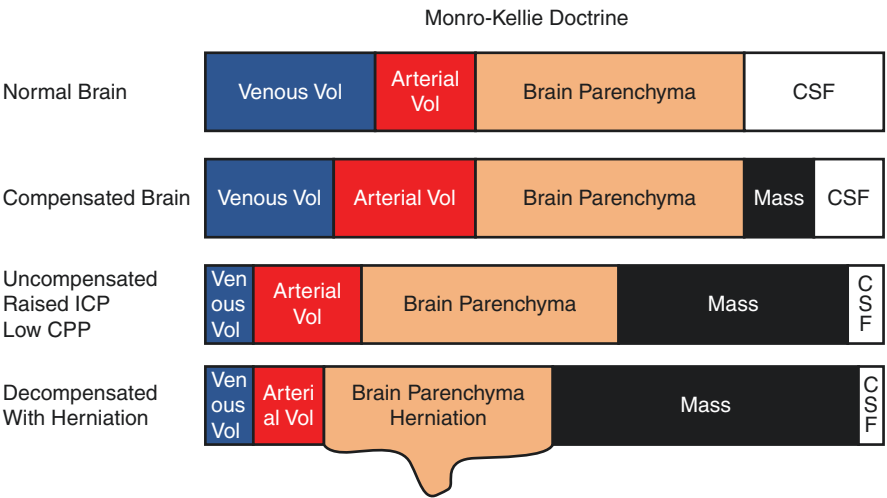 Monro-Kellie Doctrine
Normal Brain
Venous Vol
Arterial
Vol
Brain Parenchyma
CSF
Compensated Brain
Venous Vol
Arterial Vol
Brain Parenchyma
Mass
CSF
Uncompensated
Raised ICP
Low CPP
Ven
ous
Vol
Arterial
Vol
Brain Parenchyma
Mass
C
S
F
Decompensated
With Herniation
Ven
ous
Vol
Arteri
al Vol
Brain Parenchyma
Herniation
Mass
C
S
F